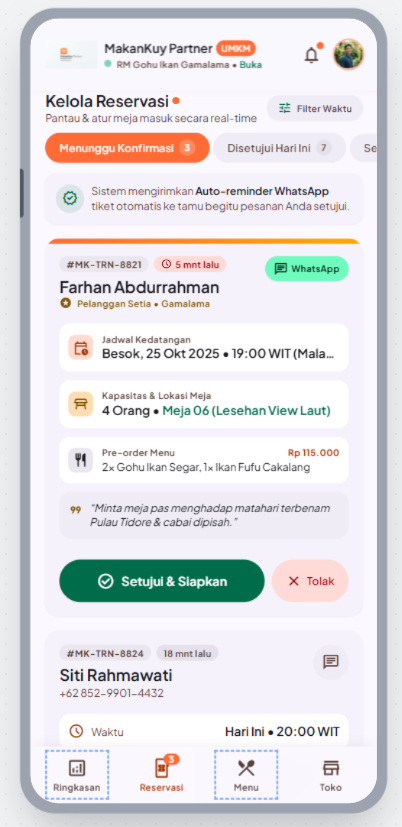 MakanKuy Partner UMKM
RM Gohu Ikan Gamalama • Buka
Kelola Reservasi
Pantau & atur meja masuk secara real-time
Filter Waktu
Menunggu Konfirmasi 3
Disetujui Hari Ini 7
Se
Sistem mengirimkan Auto-reminder WhatsApp
tiket otomatis ke tamu begitu pesanan Anda setujui.
#MK-TRN-8821
5 mnt lalu
WhatsApp
Farhan Abdurrahman
Pelanggan Setia • Gamalama
Jadwal Kedatangan
Besok, 25 Okt 2025 • 19:00 WIT (Mala...
Kapasitas & Lokasi Meja
4 Orang • Meja 06 (Lesehan View Laut)
Pre-order Menu
Rp 115.000
2x Gohu Ikan Segar, 1x Ikan Fufu Cakalang
"Minta meja pas menghadap matahari terbenam
Pulau Tidore & cabai dipisah."
Setujui & Siapkan
Tolak
#MK-TRN-8824
18 mnt lalu
Siti Rahmawati
+62 852-9901-4432
Waktu
Hari Ini • 20:00 WIT
3
Ringkasan
Reservasi
Menu
Toko